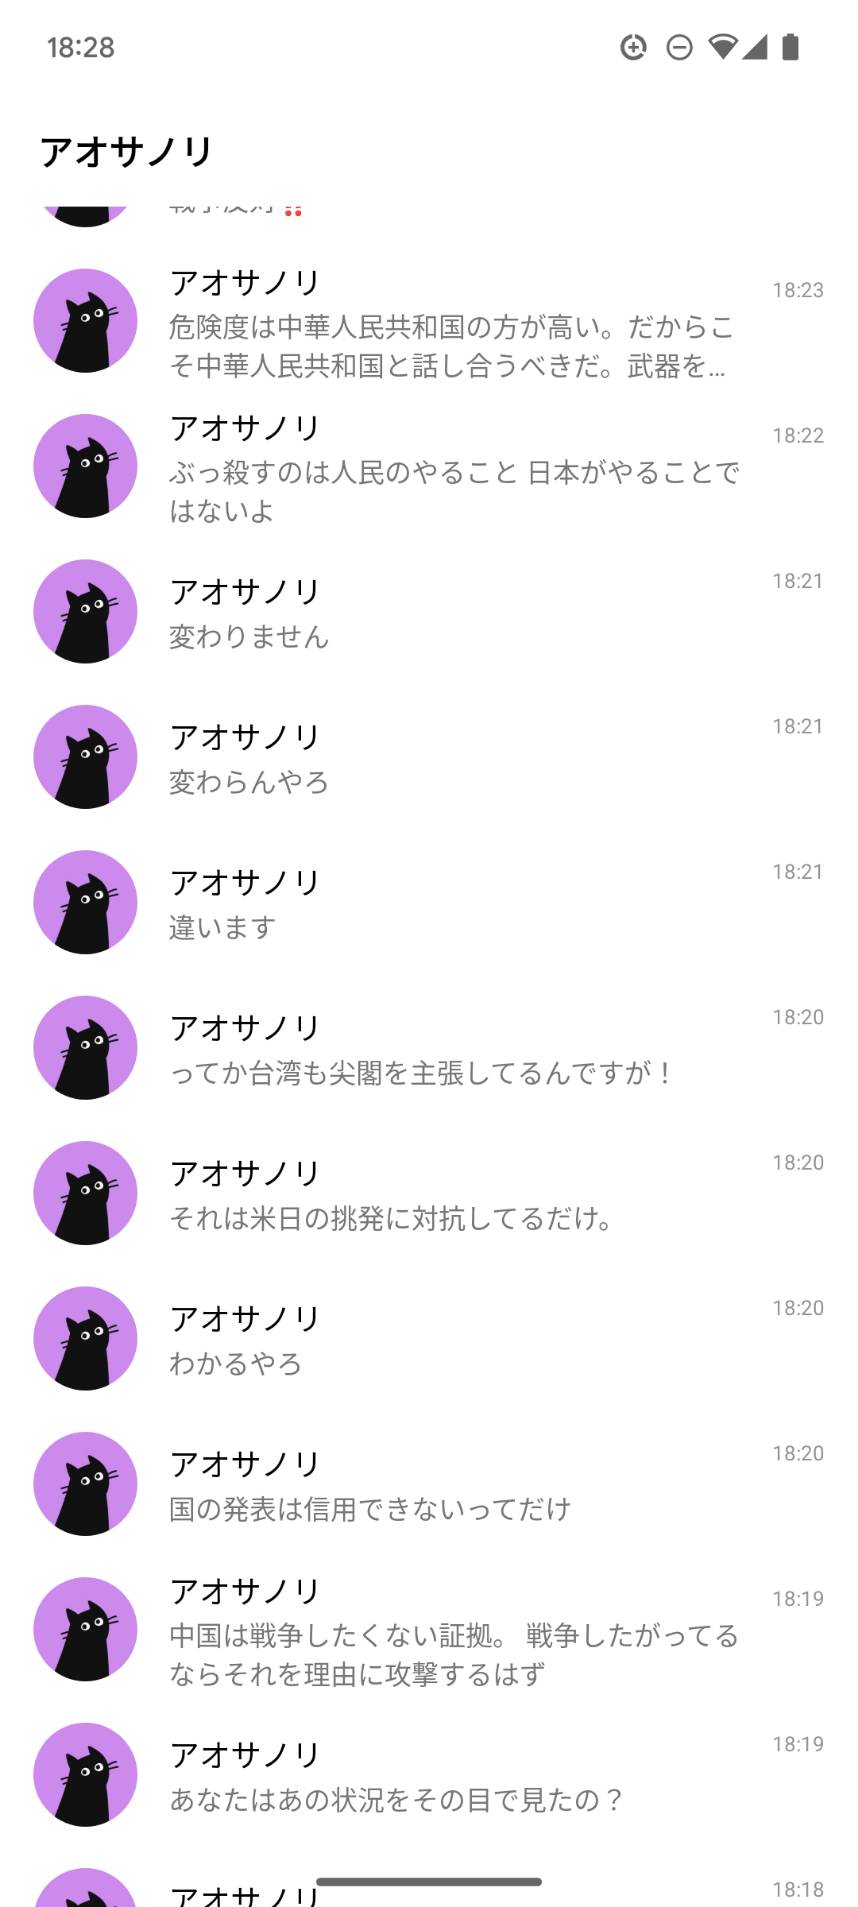 18:28
アオサノリ
戦争反対‼
アオサノリ
18:23
危険度は中華人民共和国の方が高い。だからこ
そ中華人民共和国と話し合うべきだ。武器を...
アオサノリ
18:22
ぶっ殺すのは人民のやること 日本がやることで
はないよ
アオサノリ
18:21
変わりません
アオサノリ
18:21
変わらんやろ
アオサノリ
18:21
違います
アオサノリ
18:20
ってか台湾も尖閣を主張してるんですが！
アオサノリ
18:20
それは米日の挑発に対抗してるだけ。
アオサノリ
18:20
わかるやろ
アオサノリ
18:20
国の発表は信用できないってだけ
アオサノリ
18:19
中国は戦争したくない証拠。 戦争したがってる
ならそれを理由に攻撃するはず
アオサノリ
18:19
あなたはあの状況をその目で見たの？
アオサノリ
18:18